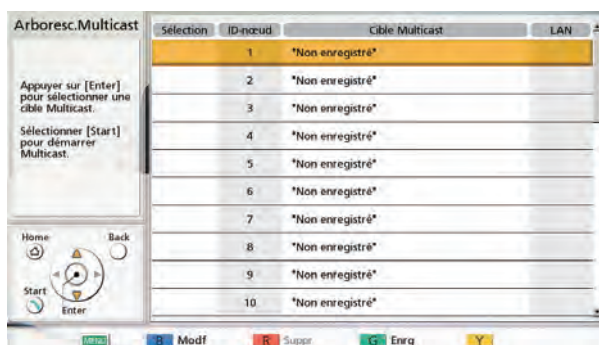 Arboresc.Multicast
Appuyer sur [Enter]
pour sélectionner une
cible Multicast.
Sélectionner [Start]
pour démarrer
Multicast.
Home
Back
Start
Enter
Sélection ID-nœud Cible Multicast LAN
1 *Non enregistré*
2 *Non enregistré*
3 *Non enregistré*
4 *Non enregistré*
5 *Non enregistré*
6 *Non enregistré*
7 *Non enregistré*
8 *Non enregistré*
9 *Non enregistré*
10 *Non enregistré*
MENU B Modf R Suppr G Enrg Y